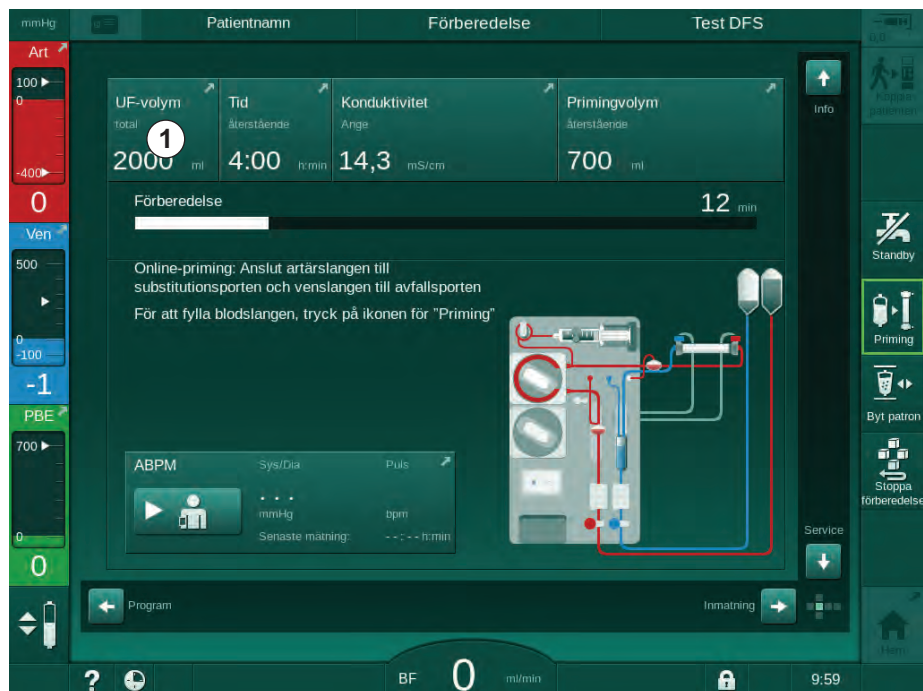 mmHg
Patientnamn
Förberedelse
Test DFS
Art
100
0
-400
0
Ven
500
0
-100
-1
PBE
700
0
0
UF-volym
total
1
2000 ml
Tid
återstående
4:00 h:min
Konduktivitet
Ange
14,3 mS/cm
Primingvolym
återstående
700 ml
Förberedelse
12 min
Online-priming: Anslut artärslangen till
substitutionsporten och venslangen till avfallsporten
För att fylla blodslangen, tryck på ikonen för "Priming"
ABPM
Sys/Dia
Puls
. . .
mmHg
bpm
Senaste mätning:
--:-- h:min
Info
Service
Program
Inmatning
Koppla
patienten
Standby
Priming
Byt patron
Stoppa
förberedelse
Hem
?
BF 0 ml/min
9:59